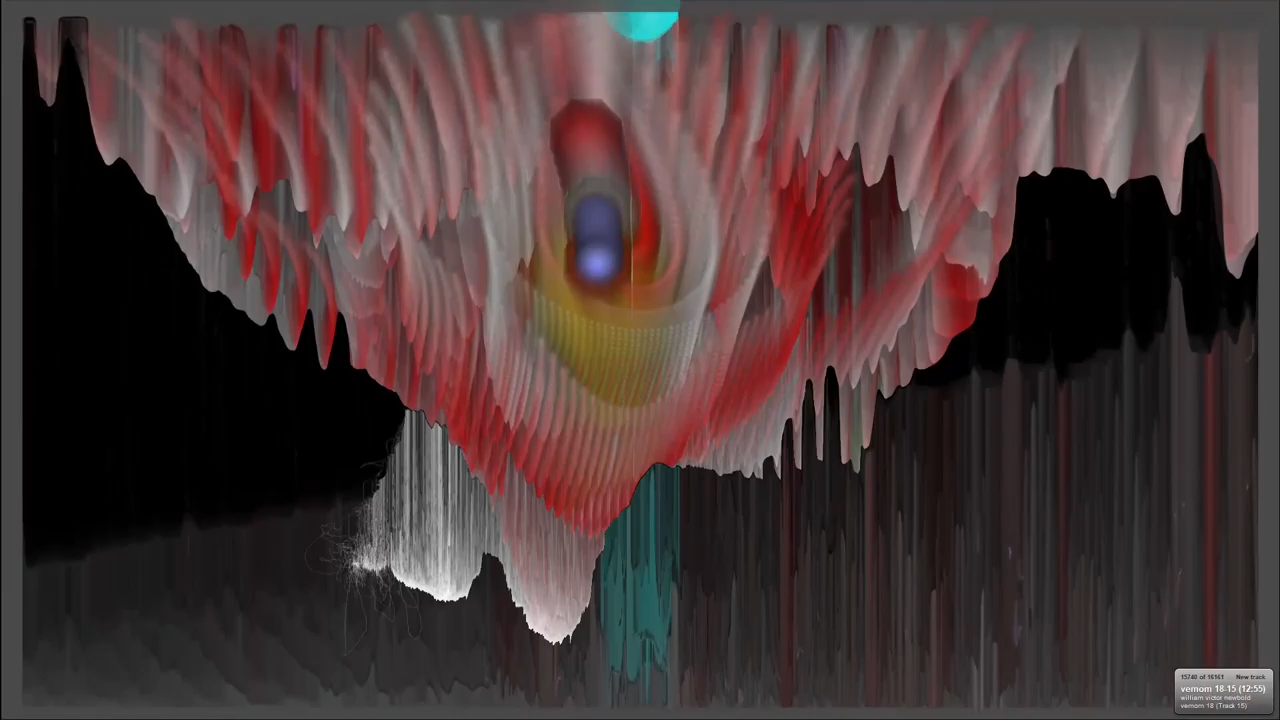 15740 of 16161 New track
vemom 18-15 (12:55)
william victor newbold
vemom 18 (Track 15)